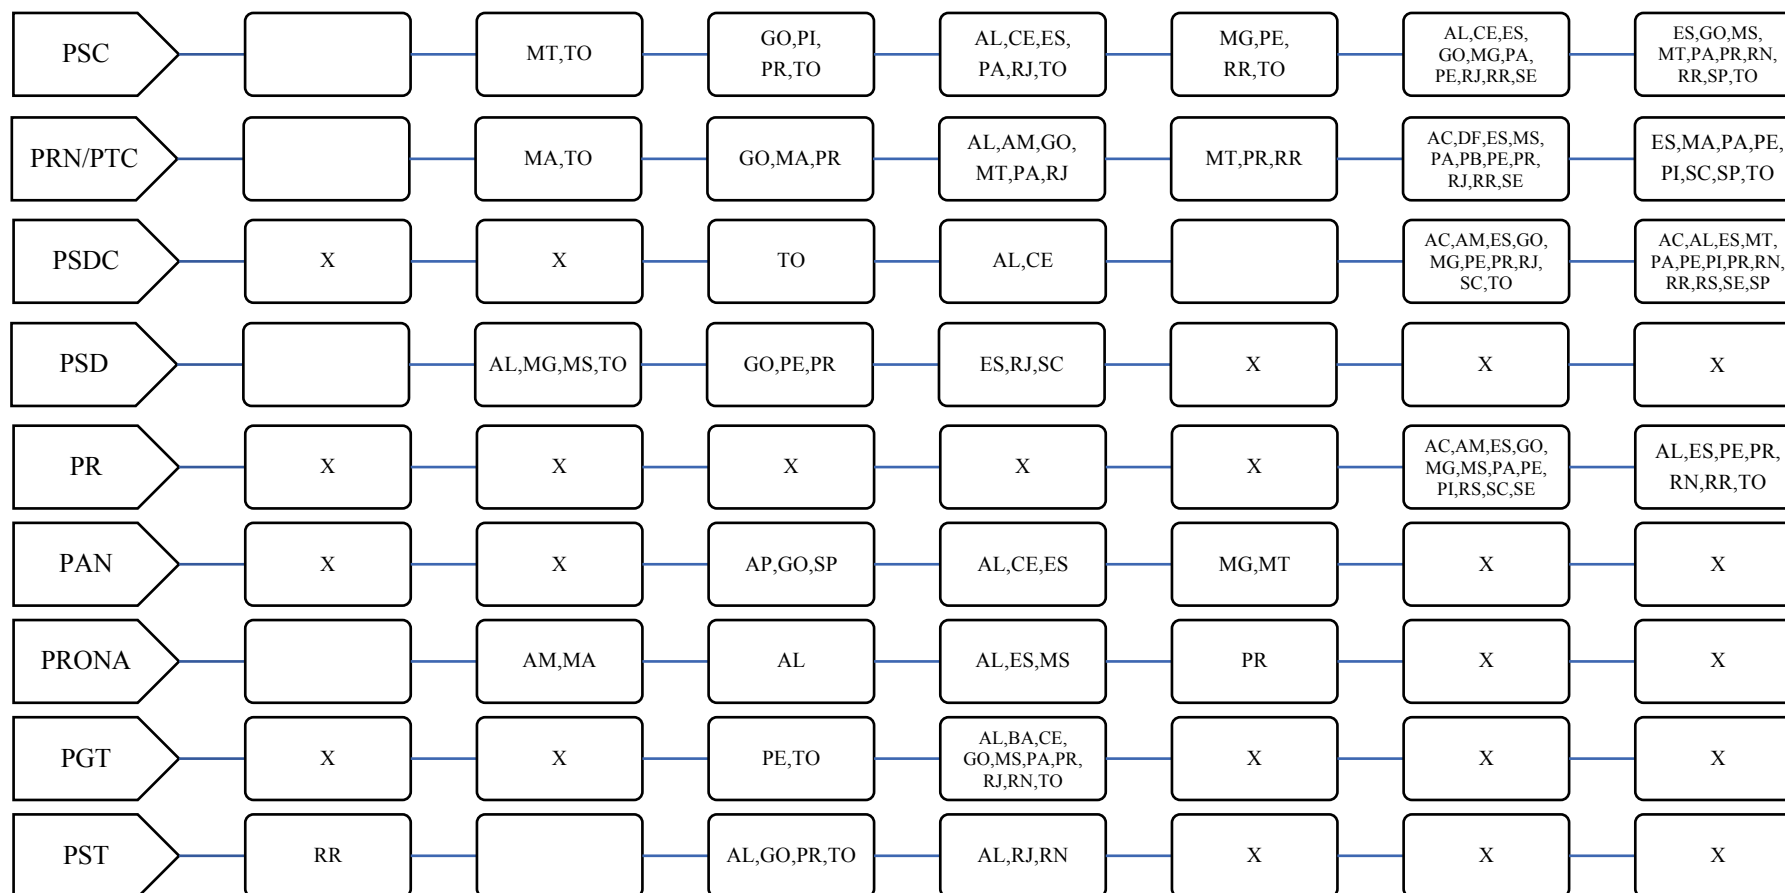 PSC
MT,TO
GO,PI,
PR,TO
AL,CE,ES,
PA,RJ,TO
MG,PE,
RR,TO
AL,CE,ES,
GO,MG,PA,
PE,RJ,RR,SE
ES,GO,MS,
MT,PA,PR,RN,
RR,SP,TO
PRN/PTC
MA,TO
GO,MA,PR
AL,AM,GO,
MT,PA,RJ
MT,PR,RR
AC,DF,ES,MS,
PA,PB,PE,PR,
RJ,RR,SE
ES,MA,PA,PE,
PI,SC,SP,TO
PSDC
X
X
TO
AL,CE
AC,AM,ES,GO,
MG,PE,PR,RJ,
SC,TO
AC,AL,ES,MT,
PA,PE,PI,PR,RN,
RR,RS,SE,SP
PSD
AL,MG,MS,TO
GO,PE,PR
ES,RJ,SC
X
X
X
PR
X
X
X
X
X
AC,AM,ES,GO,
MG,MS,PA,PE,
PI,RS,SC,SE
AL,ES,PE,PR,
RN,RR,TO
PAN
X
X
AP,GO,SP
AL,CE,ES
MG,MT
X
X
PRONA
AM,MA
AL
AL,ES,MS
PR
X
X
PGT
X
X
PE,TO
AL,BA,CE,
GO,MS,PA,PR,
RJ,RN,TO
X
X
X
PST
RR
AL,GO,PR,TO
AL,RJ,RN
X
X
X